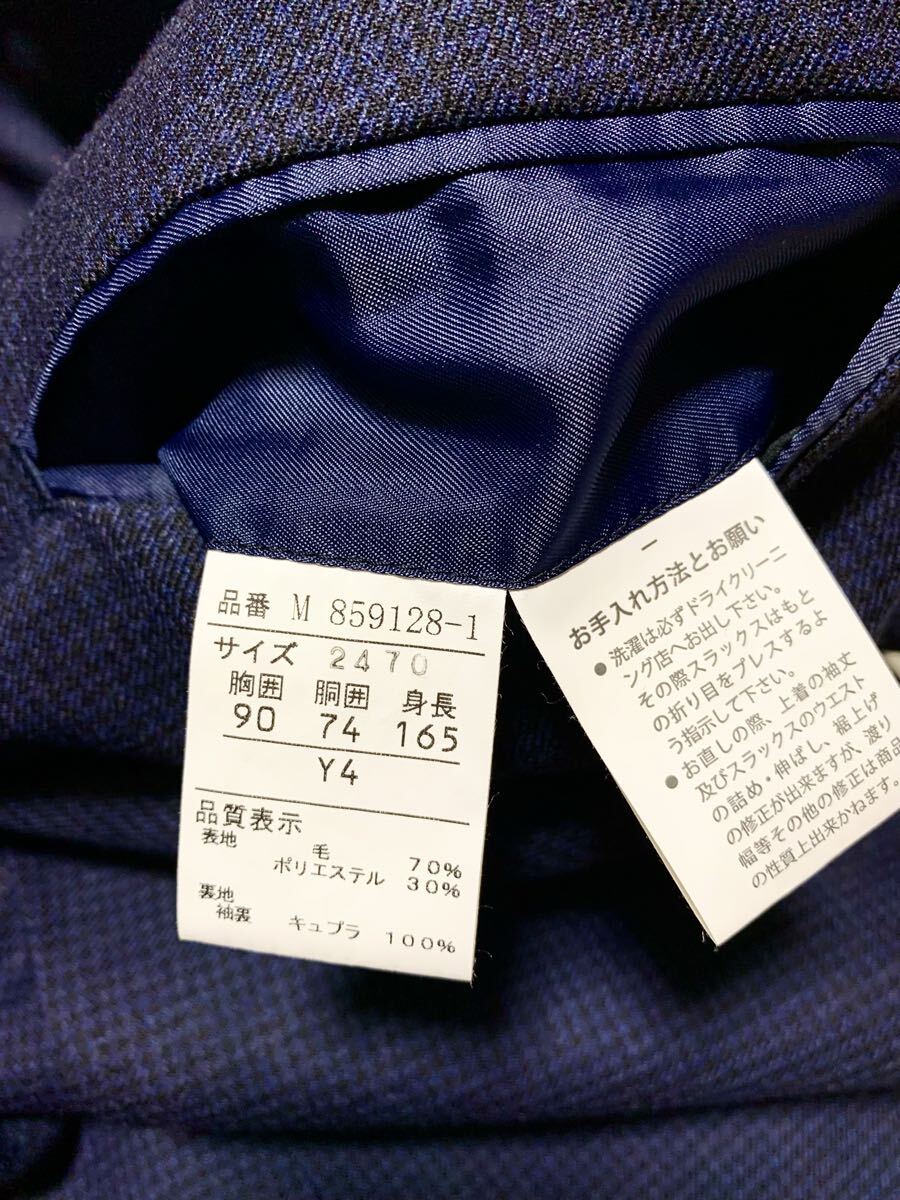 品番 M 859128-1
サイズ 2470
胸囲 胴囲 身長
90 74 165
Y4
品質表示
表地 毛 70%
ポリエステル 30%
裏地
袖裏 キュプラ 100%
お手入れ方法とお願い
●洗濯は必ずドライクリーニ
ング店へお出し下さい。
その際スラックスはもと
の折り目をプレスするよ
う指示して下さい。
●お直しの際、上着の袖丈
及びスラックスのウエスト
の詰め・伸ばし、裾上げ
の修正が出来ますが、渡り
幅等その他の修正は商品
の性質上出来かねます。